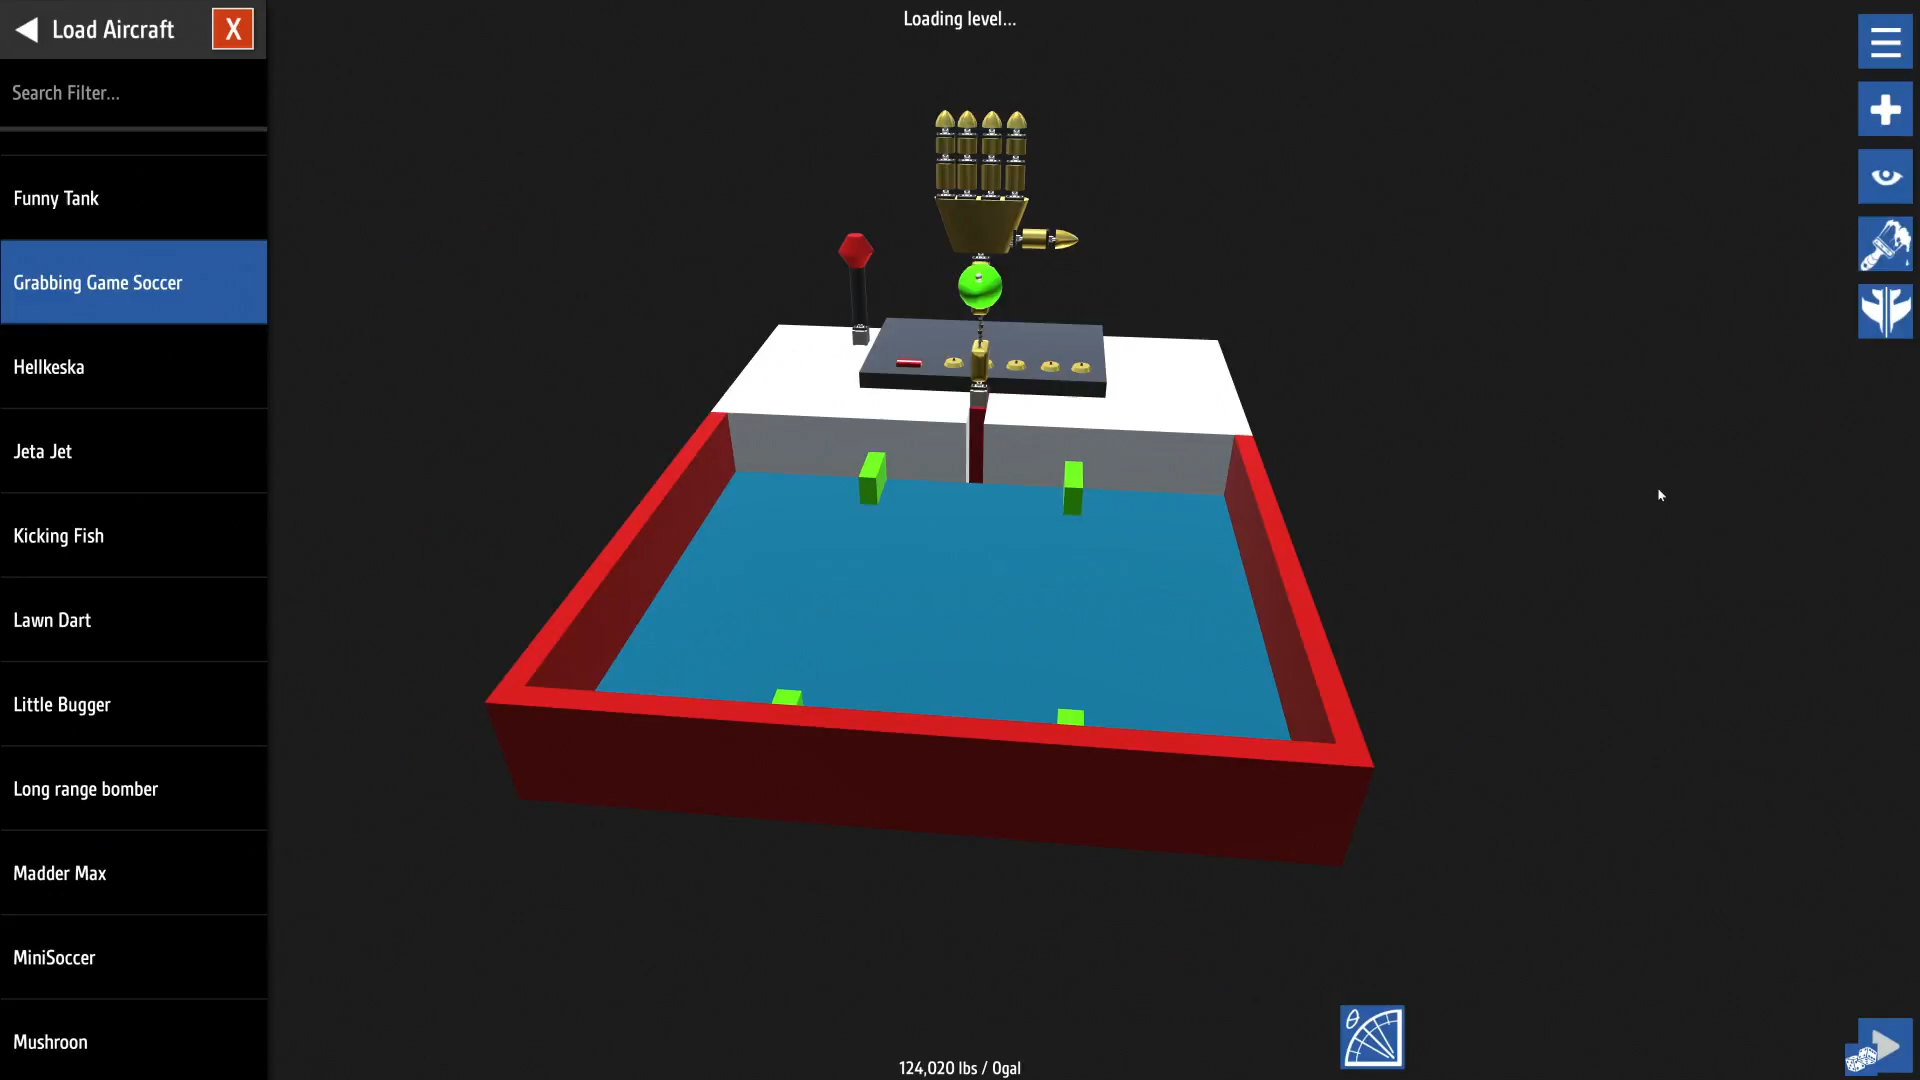 Load Aircraft
X
Loading level...
Search Filter...
Funny Tank
Grabbing Game Soccer
Hellkeska
Jeta Jet
Kicking Fish
Lawn Dart
Little Bugger
Long range bomber
Madder Max
MiniSoccer
Mushroon
θ
124,020 lbs / 0gal